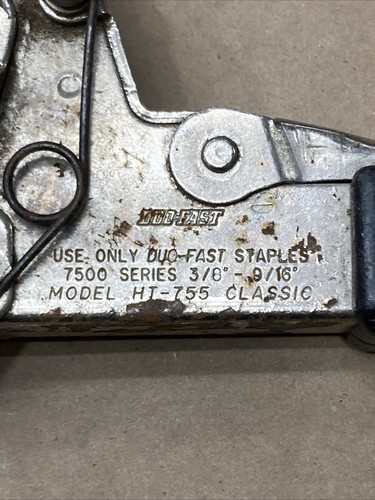 DUO-FAST
USE ONLY DUO-FAST STAPLES
7500 SERIES 3/8" - 9/16"
MODEL HT-755 CLASSIC